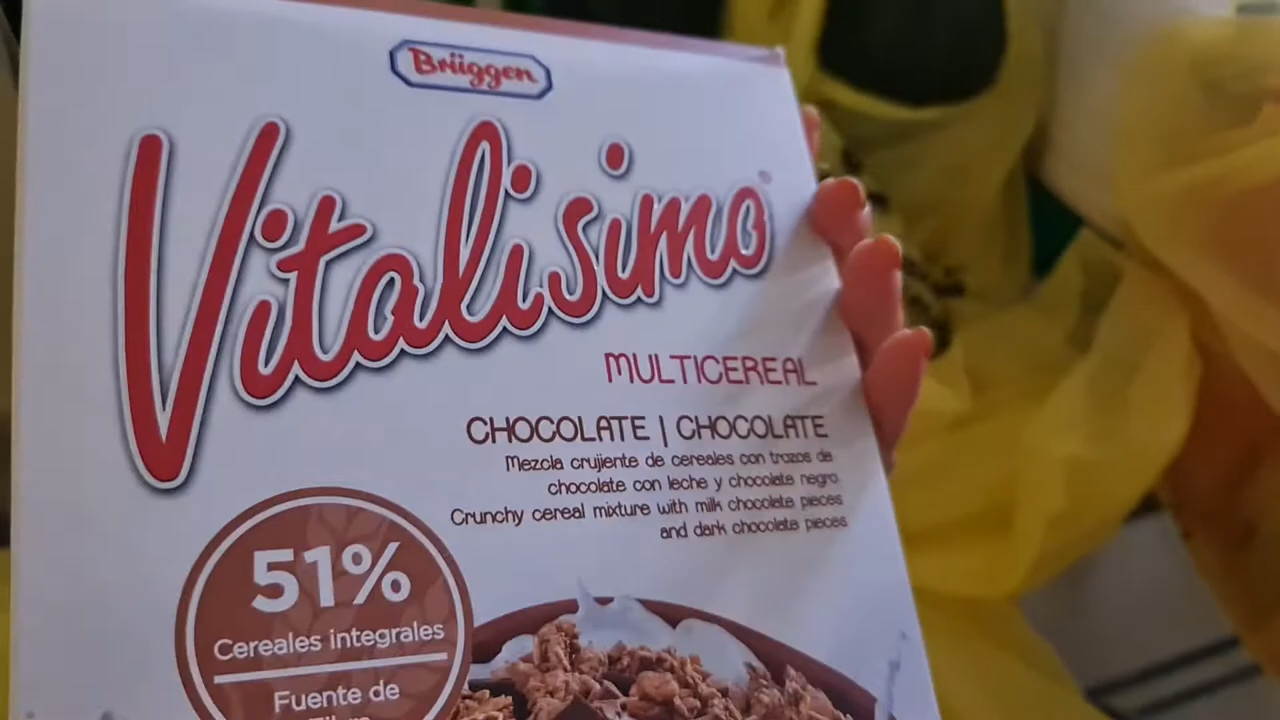 Brüggen
Vitalisimo
MULTICEREAL
CHOCOLATE | CHOCOLATE
Mezcla crujiente de cereales con trozos de
chocolate con leche y chocolate negro
Crunchy cereal mixture with milk chocolate pieces
and dark chocolate pieces
51%
Cereales integrales
Fuente de